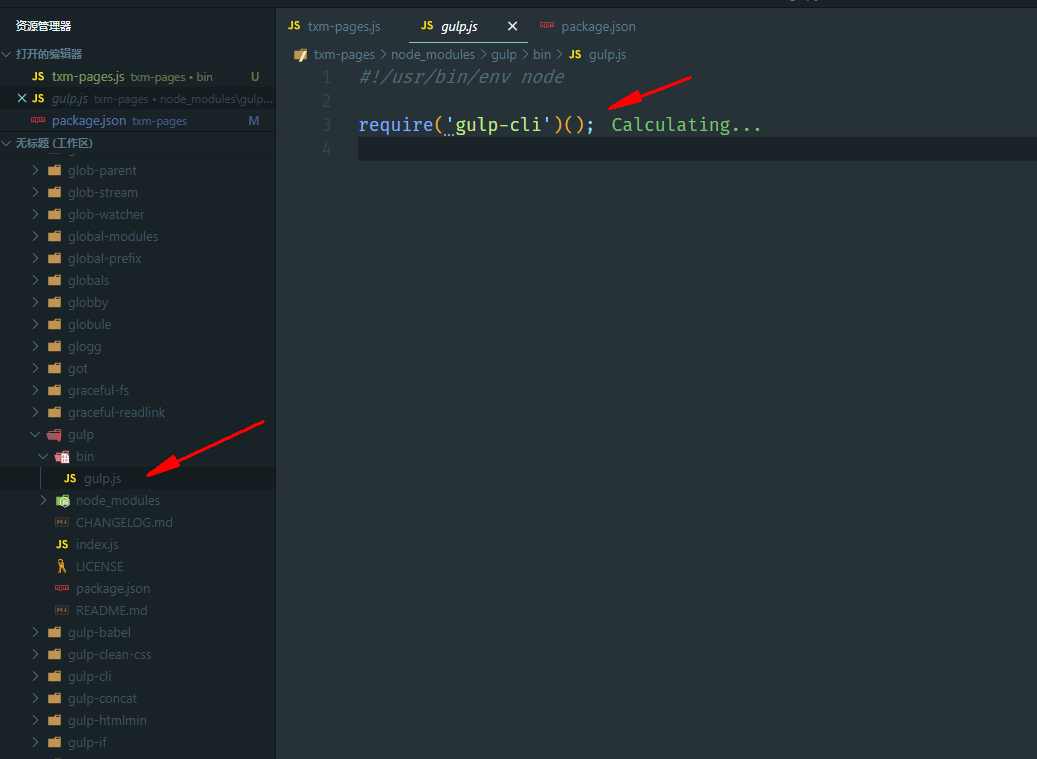 资源管理器
打开的编辑器
JS txm-pages.js txm-pages • bin U
JS gulp.js txm-pages • node_modules\gulp...
package.json txm-pages M
无标题 (工作区)
glob-parent
glob-stream
glob-watcher
global-modules
global-prefix
globals
globby
globule
glogg
got
graceful-fs
graceful-readlink
gulp
bin
JS gulp.js
node_modules
CHANGELOG.md
JS index.js
LICENSE
package.json
README.md
gulp-babel
gulp-clean-css
gulp-cli
gulp-concat
gulp-htmlmin
gulp-if
JS txm-pages.js JS gulp.js package.json
txm-pages > node_modules > gulp > bin > JS gulp.js
1 #!/usr/bin/env node
2
3 require('gulp-cli')(); Calculating...
4